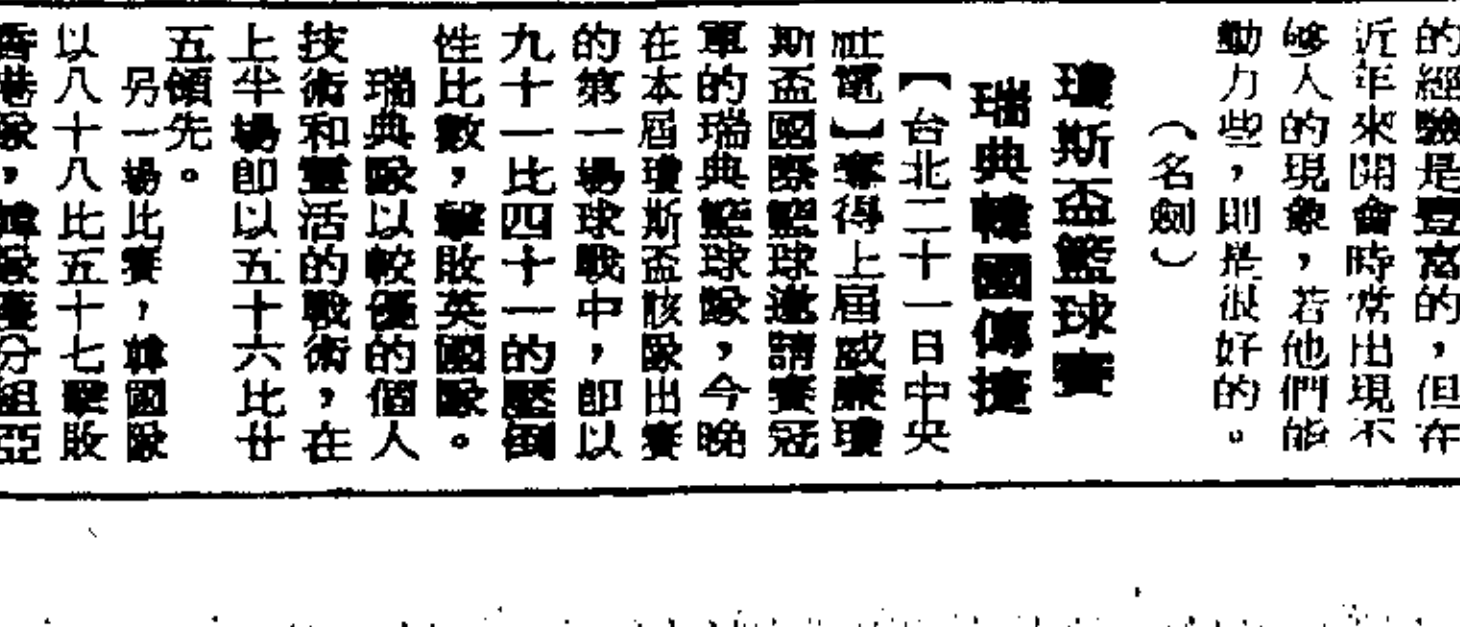 的經驗是豐富的，但在
近年來開會時常出現不
夠人的現象，若他們能
動力些，則是很好的。
（名劍）
瓊斯盃籃球賽
瑞典韓國傳捷
【台北二十一日中央
社電】奪得上屆威廉瓊
斯盃國際籃球邀請賽冠
軍的瑞典籃球隊，今晚
在本屆瓊斯盃該隊出賽
的第一場球戰中，即以
九十一比四十一的壓倒
性比數，擊敗英國隊。
瑞典隊以較優的個人
技術和靈活的戰術，在
上半場即以五十六比廿
五領先。
另一場比賽，韓國隊
以八十八比五十七擊敗
香港隊，韓隊獲分組亞